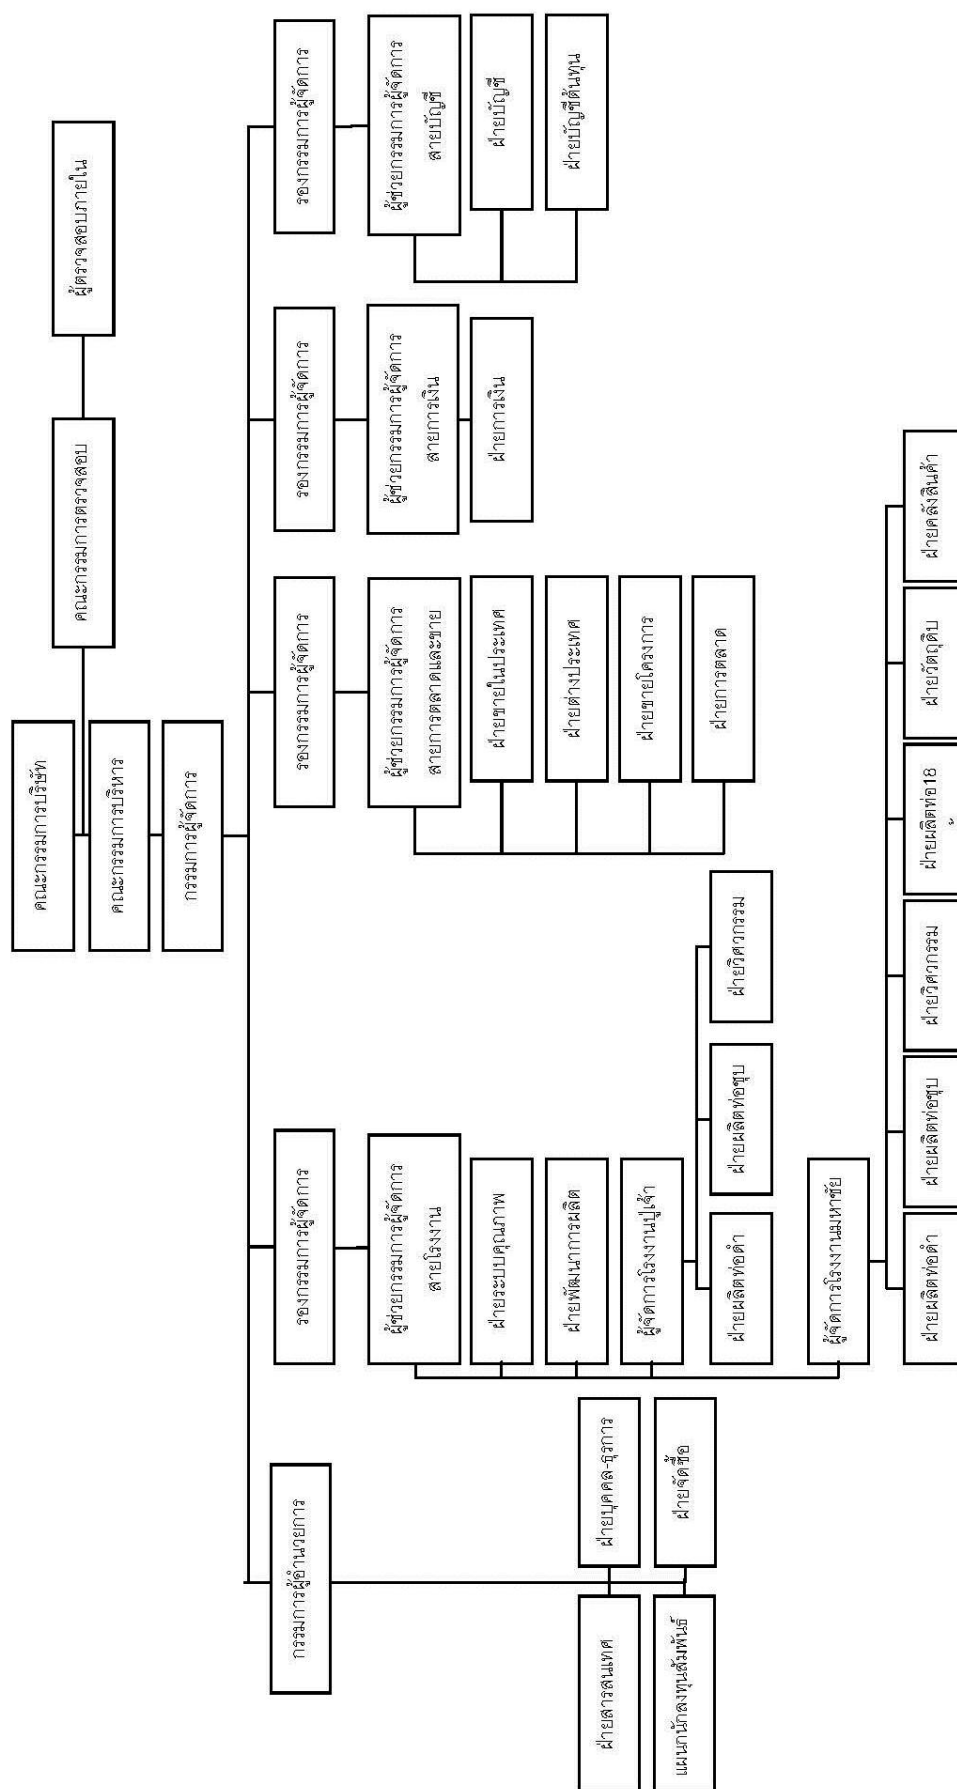 คณะกรรมการบริษัท
คณะกรรมการตรวจสอบ
ผู้ตรวจสอบภายใน
คณะกรรมการบริหาร
กรรมการผู้จัดการ
กรรมการผู้อำนวยการ
รองกรรมการผู้จัดการ
รองกรรมการผู้จัดการ
รองกรรมการผู้จัดการ
รองกรรมการผู้จัดการ
ผู้ช่วยกรรมการผู้จัดการ
สายโรงงาน
ผู้ช่วยกรรมการผู้จัดการ
สายการตลาดและขาย
ผู้ช่วยกรรมการผู้จัดการ
สายการเงิน
ผู้ช่วยกรรมการผู้จัดการ
สายบัญชี
ฝ่ายระบบคุณภาพ
ฝ่ายขายในประเทศ
ฝ่ายการเงิน
ฝ่ายบัญชี
ฝ่ายสารสนเทศ
ฝ่ายบุคคล-ธุรการ
ฝ่ายพัฒนาการผลิต
ฝ่ายต่างประเทศ
ฝ่ายบัญชีต้นทุน
แผนกนักลงทุนสัมพันธ์
ฝ่ายจัดซื้อ
ผู้จัดการโรงงานปู่เจ้า
ฝ่ายขายโครงการ
ฝ่ายผลิตท่อดำ
ฝ่ายผลิตท่อชุบ
ฝ่ายวิศวกรรม
ฝ่ายการตลาด
ผู้จัดการโรงงานมหาชัย
ฝ่ายผลิตท่อดำ
ฝ่ายผลิตท่อชุบ
ฝ่ายวิศวกรรม
ฝ่ายผลิตท่อ18
ฝ่ายวัตถุดิบ
ฝ่ายคลังสินค้า